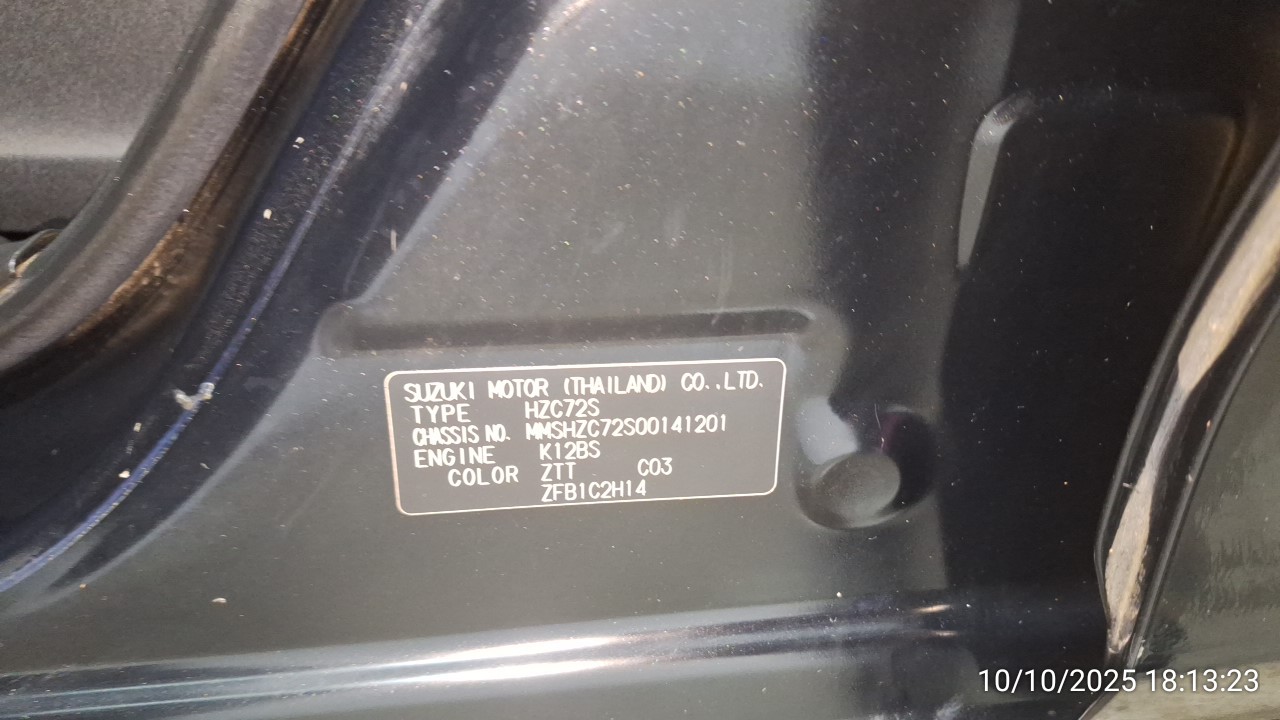 SUZUKI MOTOR (THAILAND) CO.,LTD.
TYPE HZC72S
CHASSIS NO. MMSHZC72S00141201
ENGINE K12BS
COLOR ZTT C03
ZFB1C2H14
10/10/2025 18:13:23